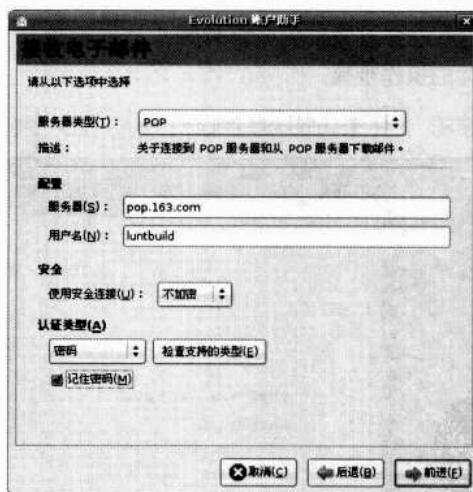 Evolution 账户助手
接收电子邮件
请从以下选项中选择
服务器类型(T)： POP
描述： 关于连接到 POP 服务器和从 POP 服务器下载邮件。
配置
服务器(S)： pop.163.com
用户名(N)： luntbuild
安全
使用安全连接(U)： 不加密
认证类型(A)
密码 检查支持的类型(E)
记住密码(M)
取消(C) 后退(B) 前进(F)